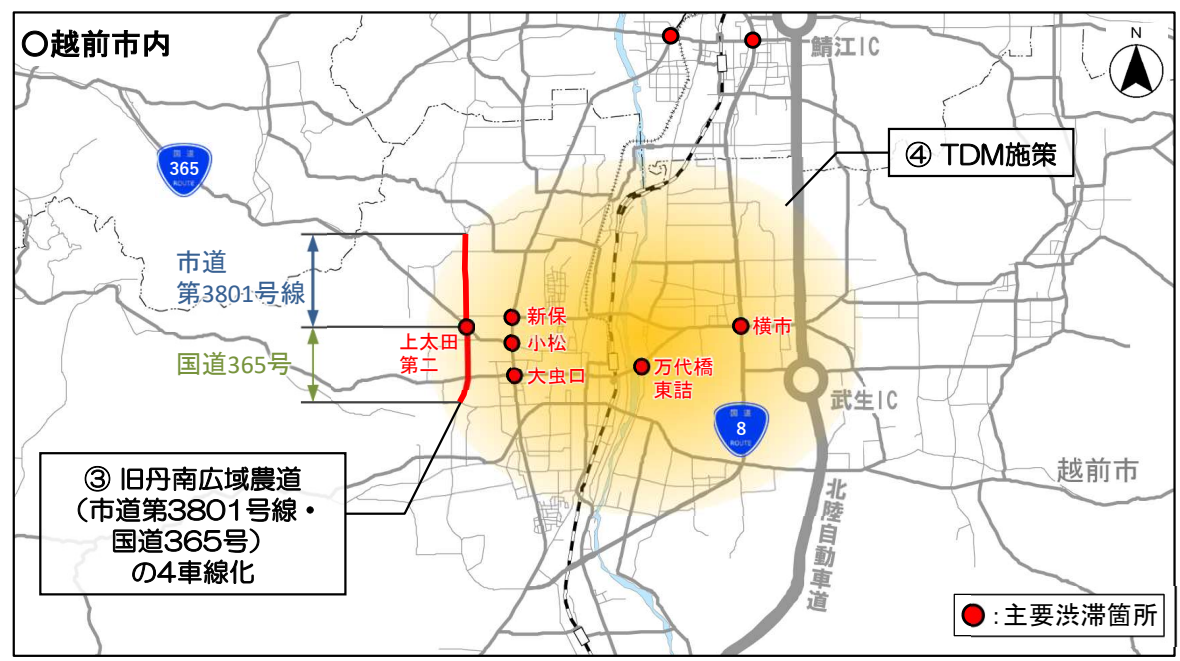 〇越前市内
鯖江IC
N
④ TDM施策
国道
365
ROUTE
市道
第3801号線
国道365号
上太田
第二
新保
小松
大虫口
万代橋
東詰
横市
武生IC
国道
8
ROUTE
越前市
北陸自動車道
③ 旧丹南広域農道
（市道第3801号線・
国道365号）
の4車線化
：主要渋滞箇所